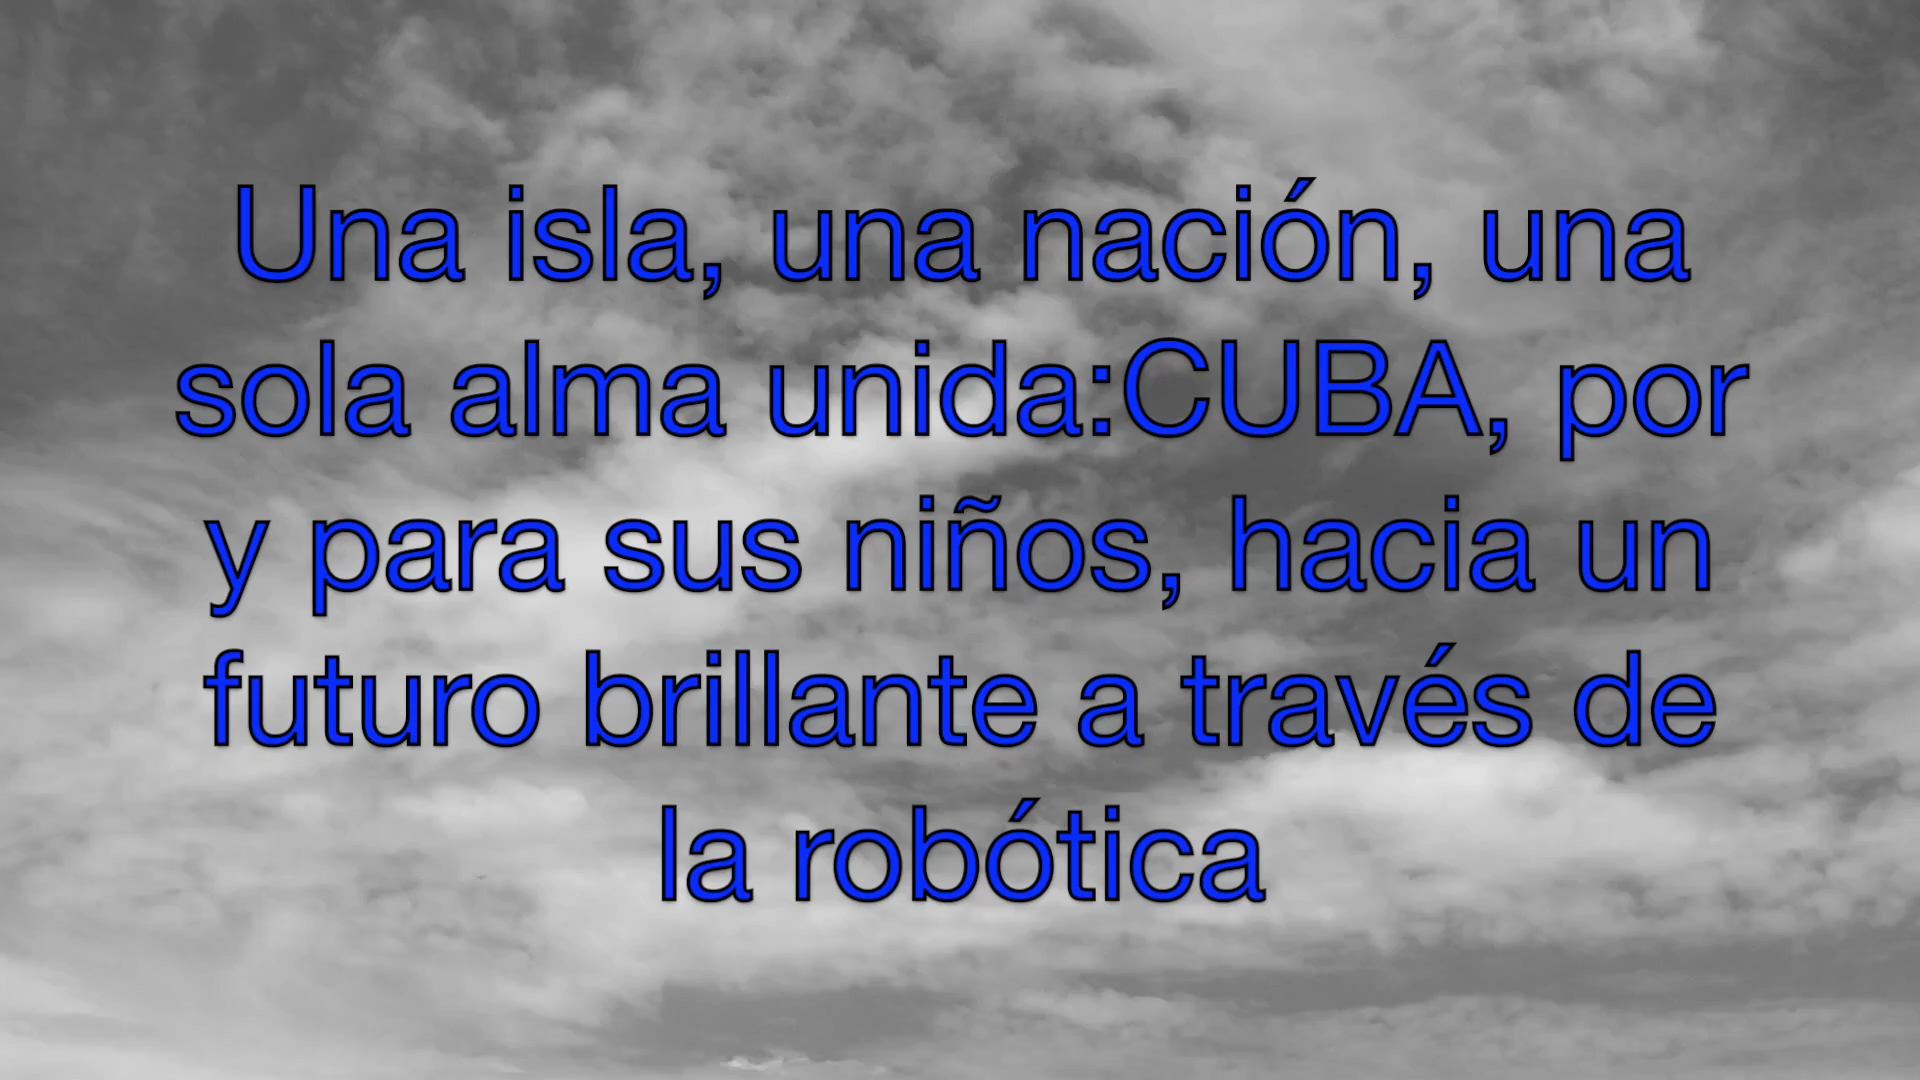 Una isla, una nación, una
sola alma unida:CUBA, por
y para sus niños, hacia un
futuro brillante a través de
la robótica